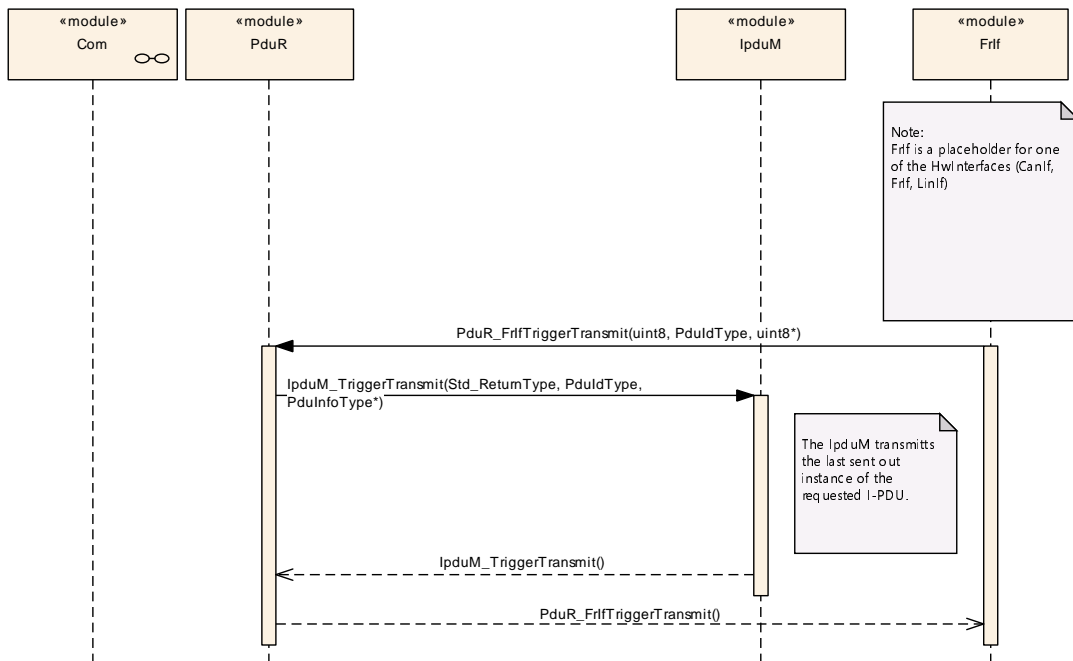 «module»
Com
«module»
PduR
«module»
IpduM
«module»
FrIf
Note:
FrIf is a placeholder for one
of the HwInterfaces (CanIf,
FrIf, LinIf)
PduR_FrIfTriggerTransmit(uint8, PduIdType, uint8*)
IpduM_TriggerTransmit(Std_ReturnType, PduIdType,
PduInfoType*)
The IpduM transmits
the last sent out
instance of the
requested I-PDU.
IpduM_TriggerTransmit()
PduR_FrIfTriggerTransmit()